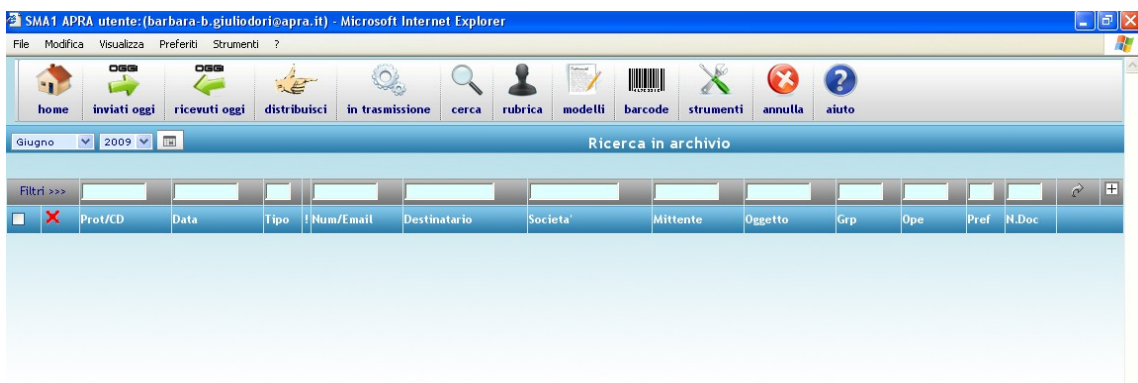 SMA1 APRA utente:(barbara-b.giuliodori@apra.it) - Microsoft Internet Explorer
File Modifica Visualizza Preferiti Strumenti ?
OGGI OGGI
home inviati oggi ricevuti oggi distribuisci in trasmissione cerca rubrica modelli barcode strumenti annulla aiuto
Giugno 2009 Ricerca in archivio
Filtri >>>
Prot/CD Data Tipo ! Num/Email Destinatario Societa' Mittente Oggetto Grp Ope Pref N.Doc